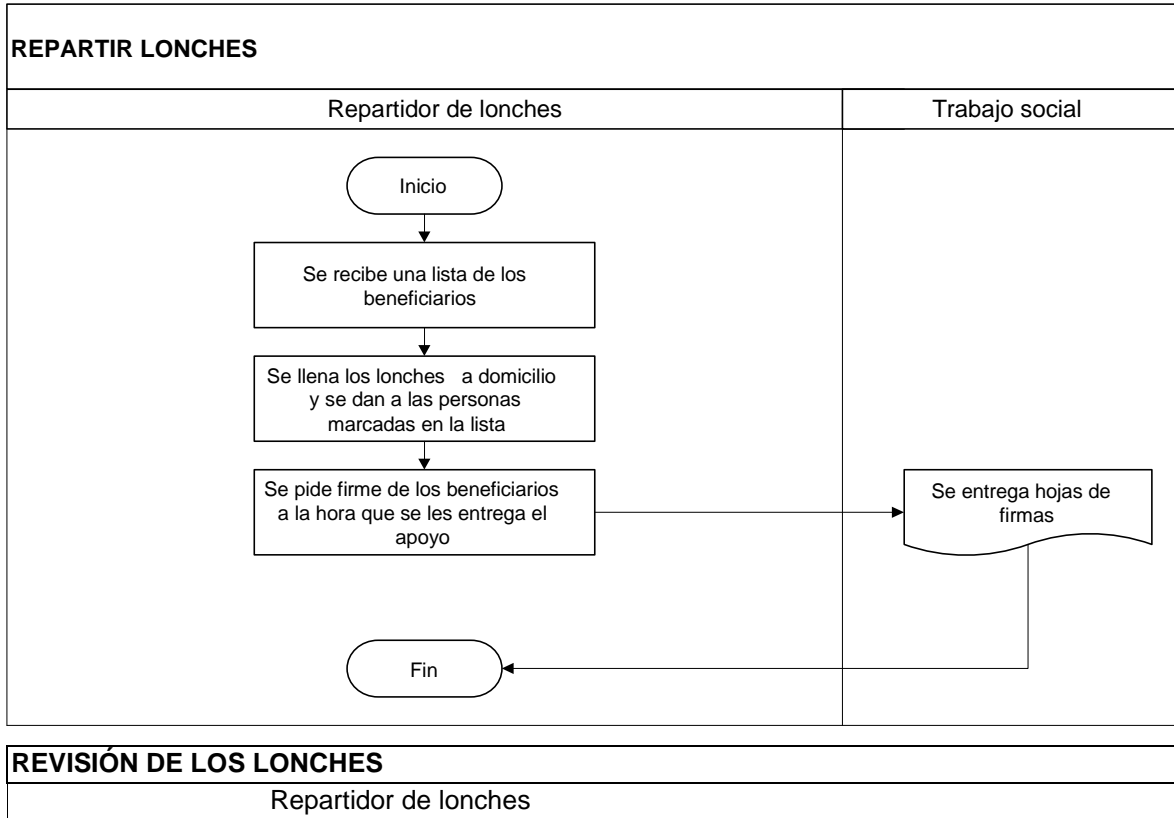 REPARTIR LONCHES
Repartidor de lonches
Trabajo social
Inicio
Se recibe una lista de los
beneficiarios
Se llena los lonches a domicilio
y se dan a las personas
marcadas en la lista
Se pide firme de los beneficiarios
a la hora que se les entrega el
apoyo
Se entrega hojas de
firmas
Fin
REVISIÓN DE LOS LONCHES
Repartidor de lonches